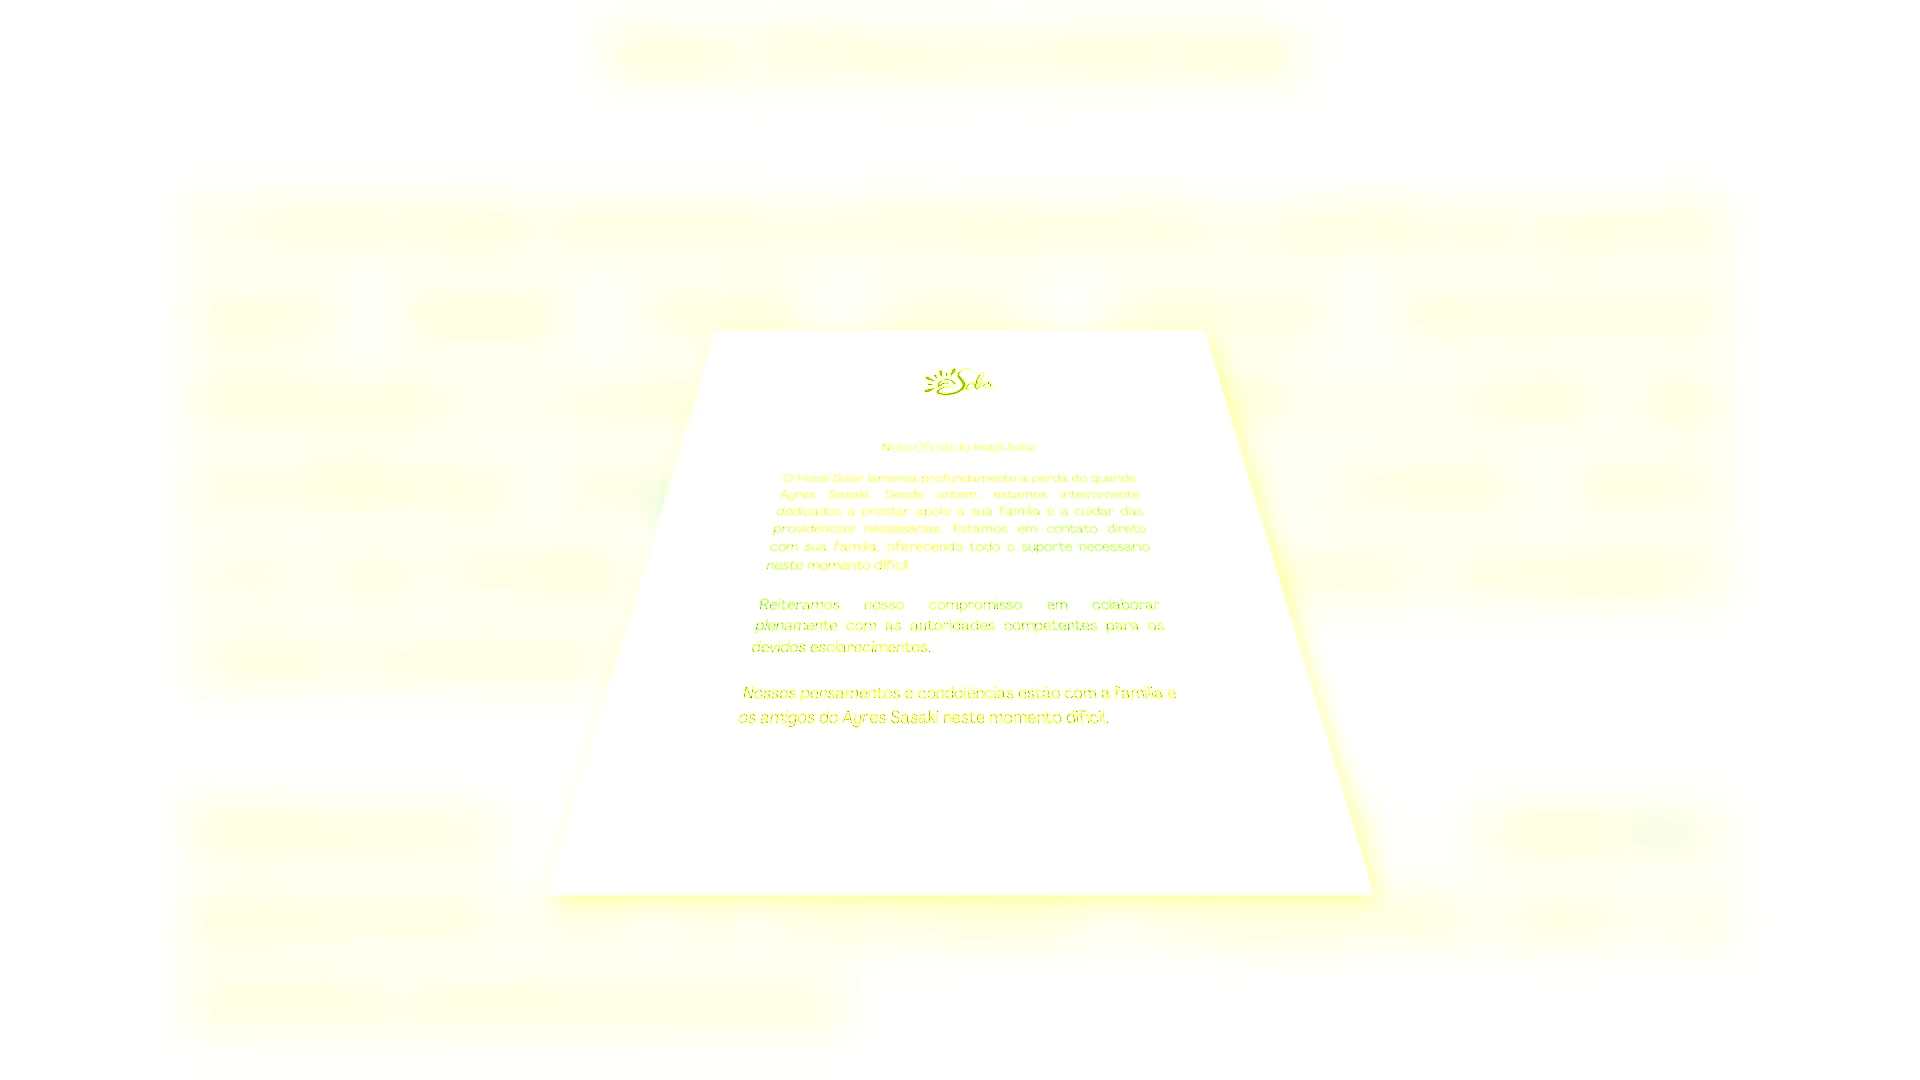 Solar
Nota Oficial do Hotel Solar
O Hotel Solar lamenta profundamente a perda do querido
Ayres Sasaki. Desde ontem, estamos inteiramente
dedicados a prestar apoio à sua família e a cuidar das
providências necessárias. Estamos em contato direto
com sua família, oferecendo todo o suporte necessário
neste momento difícil.
Reiteramos nosso compromisso em colaborar
plenamente com as autoridades competentes para os
devidos esclarecimentos.
Nossos pensamentos e condolências estão com a família e
os amigos do Ayres Sasaki neste momento difícil.